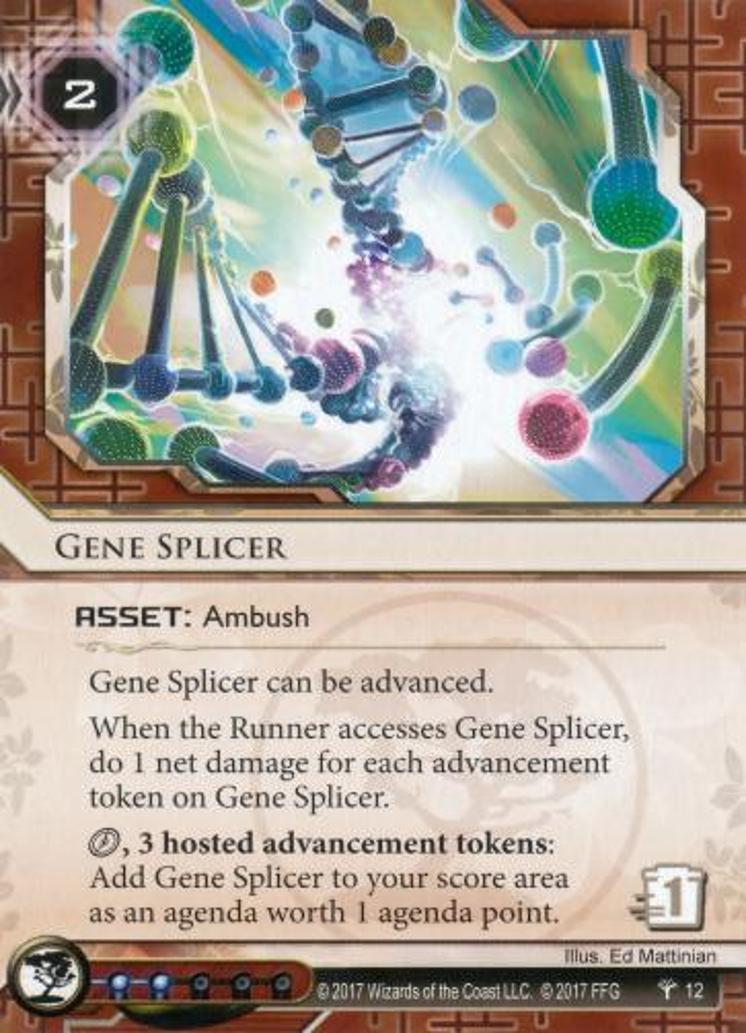 2
GENE SPLICER
ASSET: Ambush
Gene Splicer can be advanced.
When the Runner accesses Gene Splicer,
do 1 net damage for each advancement
token on Gene Splicer.
, 3 hosted advancement tokens:
Add Gene Splicer to your score area
as an agenda worth 1 agenda point.
1
Illus. Ed Mattinian
© 2017 Wizards of the Coast LLC. © 2017 FFG
12